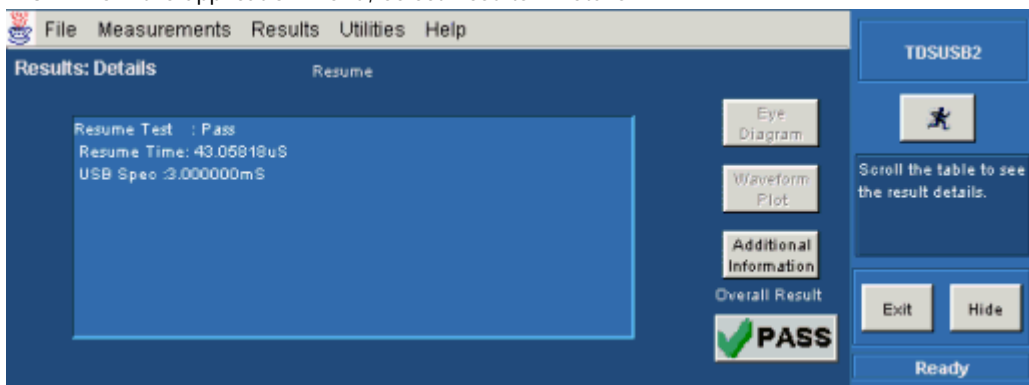 File Measurements Results Utilities Help
TDSUSB2
Results: Details
Resume
Resume Test : Pass
Resume Time: 43.05818uS
USB Spec :3.000000mS
Eye
Diagram
Waveform
Plot
Additional
Information
Overall Result
PASS
Scroll the table to see
the result details.
Exit
Hide
Ready